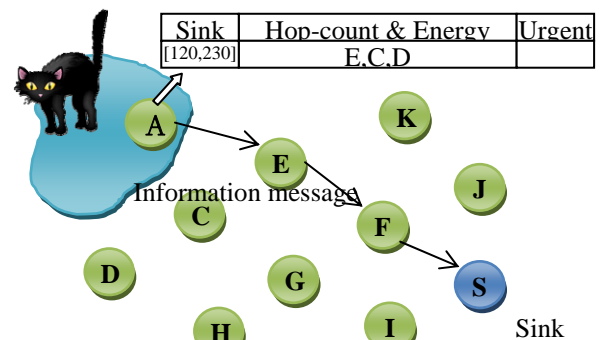 Sink Hop-count & Energy Urgent
[120,230] E,C,D
A
K
E
J
Information message
C
F
D
G
S
H
I
Sink